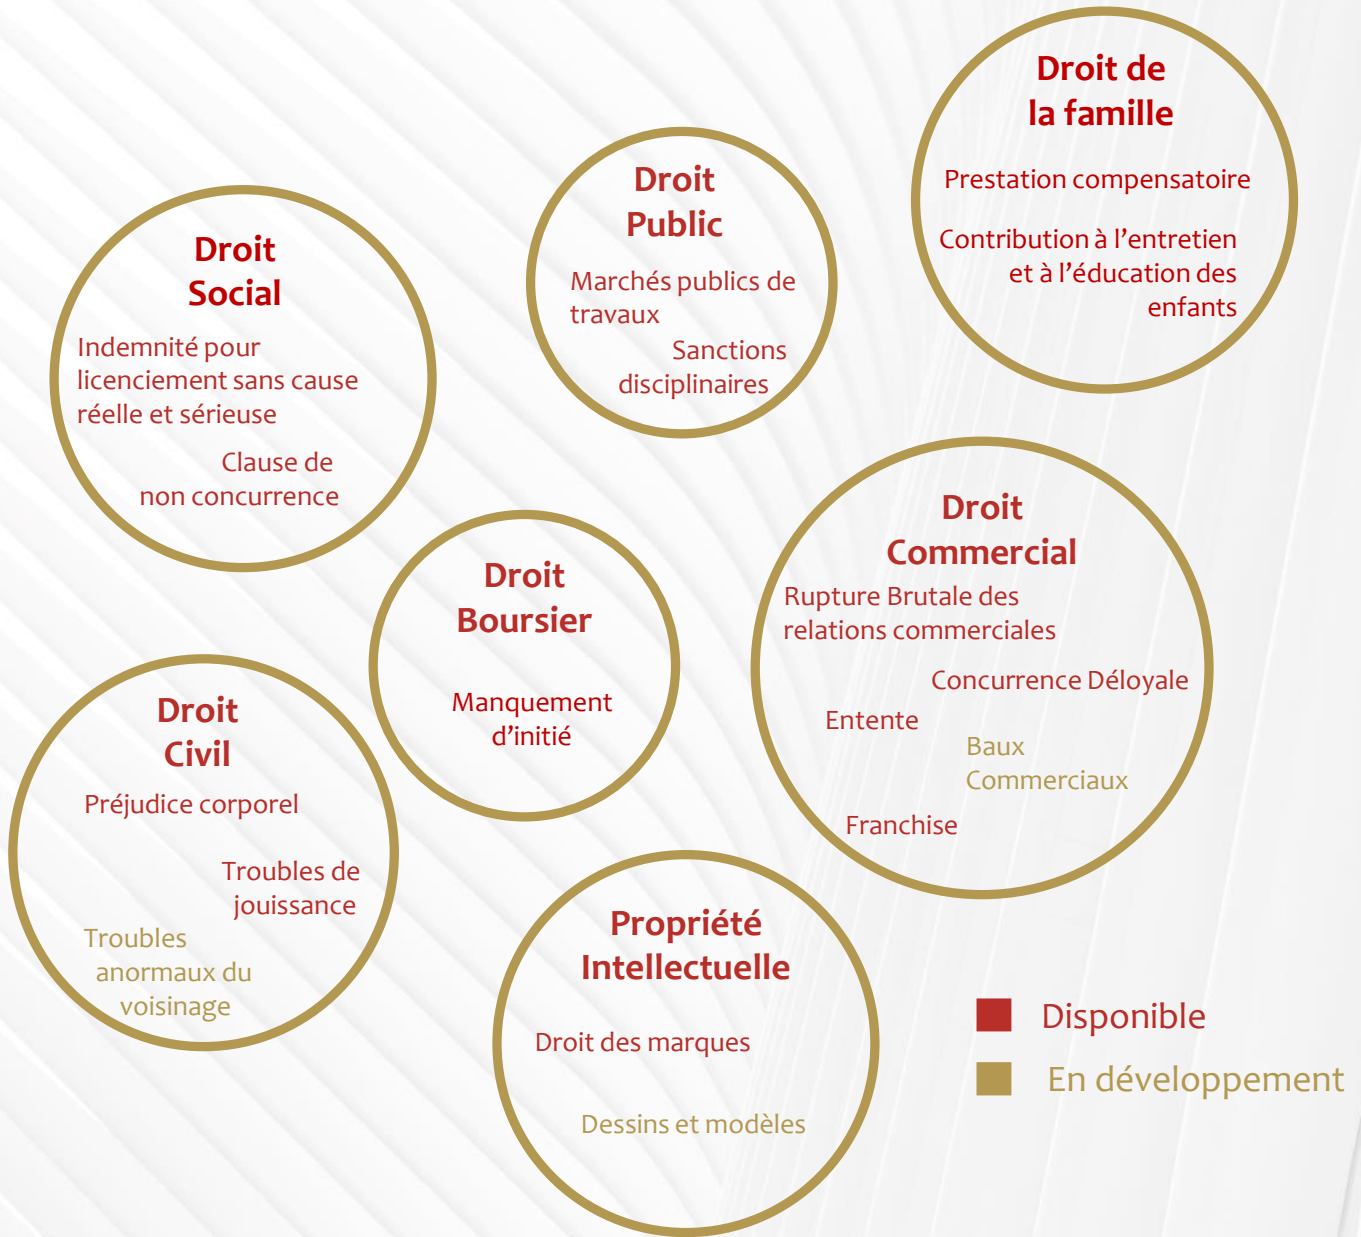 Droit de
la famille
Prestation compensatoire
Contribution à l’entretien
et à l’éducation des
enfants
Droit
Public
Marchés publics de
travaux
Sanctions
disciplinaires
Droit
Social
Indemnité pour
licenciement sans cause
réelle et sérieuse
Clause de
non concurrence
Droit
Commercial
Rupture Brutale des
relations commerciales
Concurrence Déloyale
Entente
Baux
Commerciaux
Franchise
Droit
Boursier
Manquement
d’initié
Droit
Civil
Préjudice corporel
Troubles de
jouissance
Troubles
anormaux du
voisinage
Propriété
Intellectuelle
Droit des marques
Dessins et modèles
Disponible
En développement